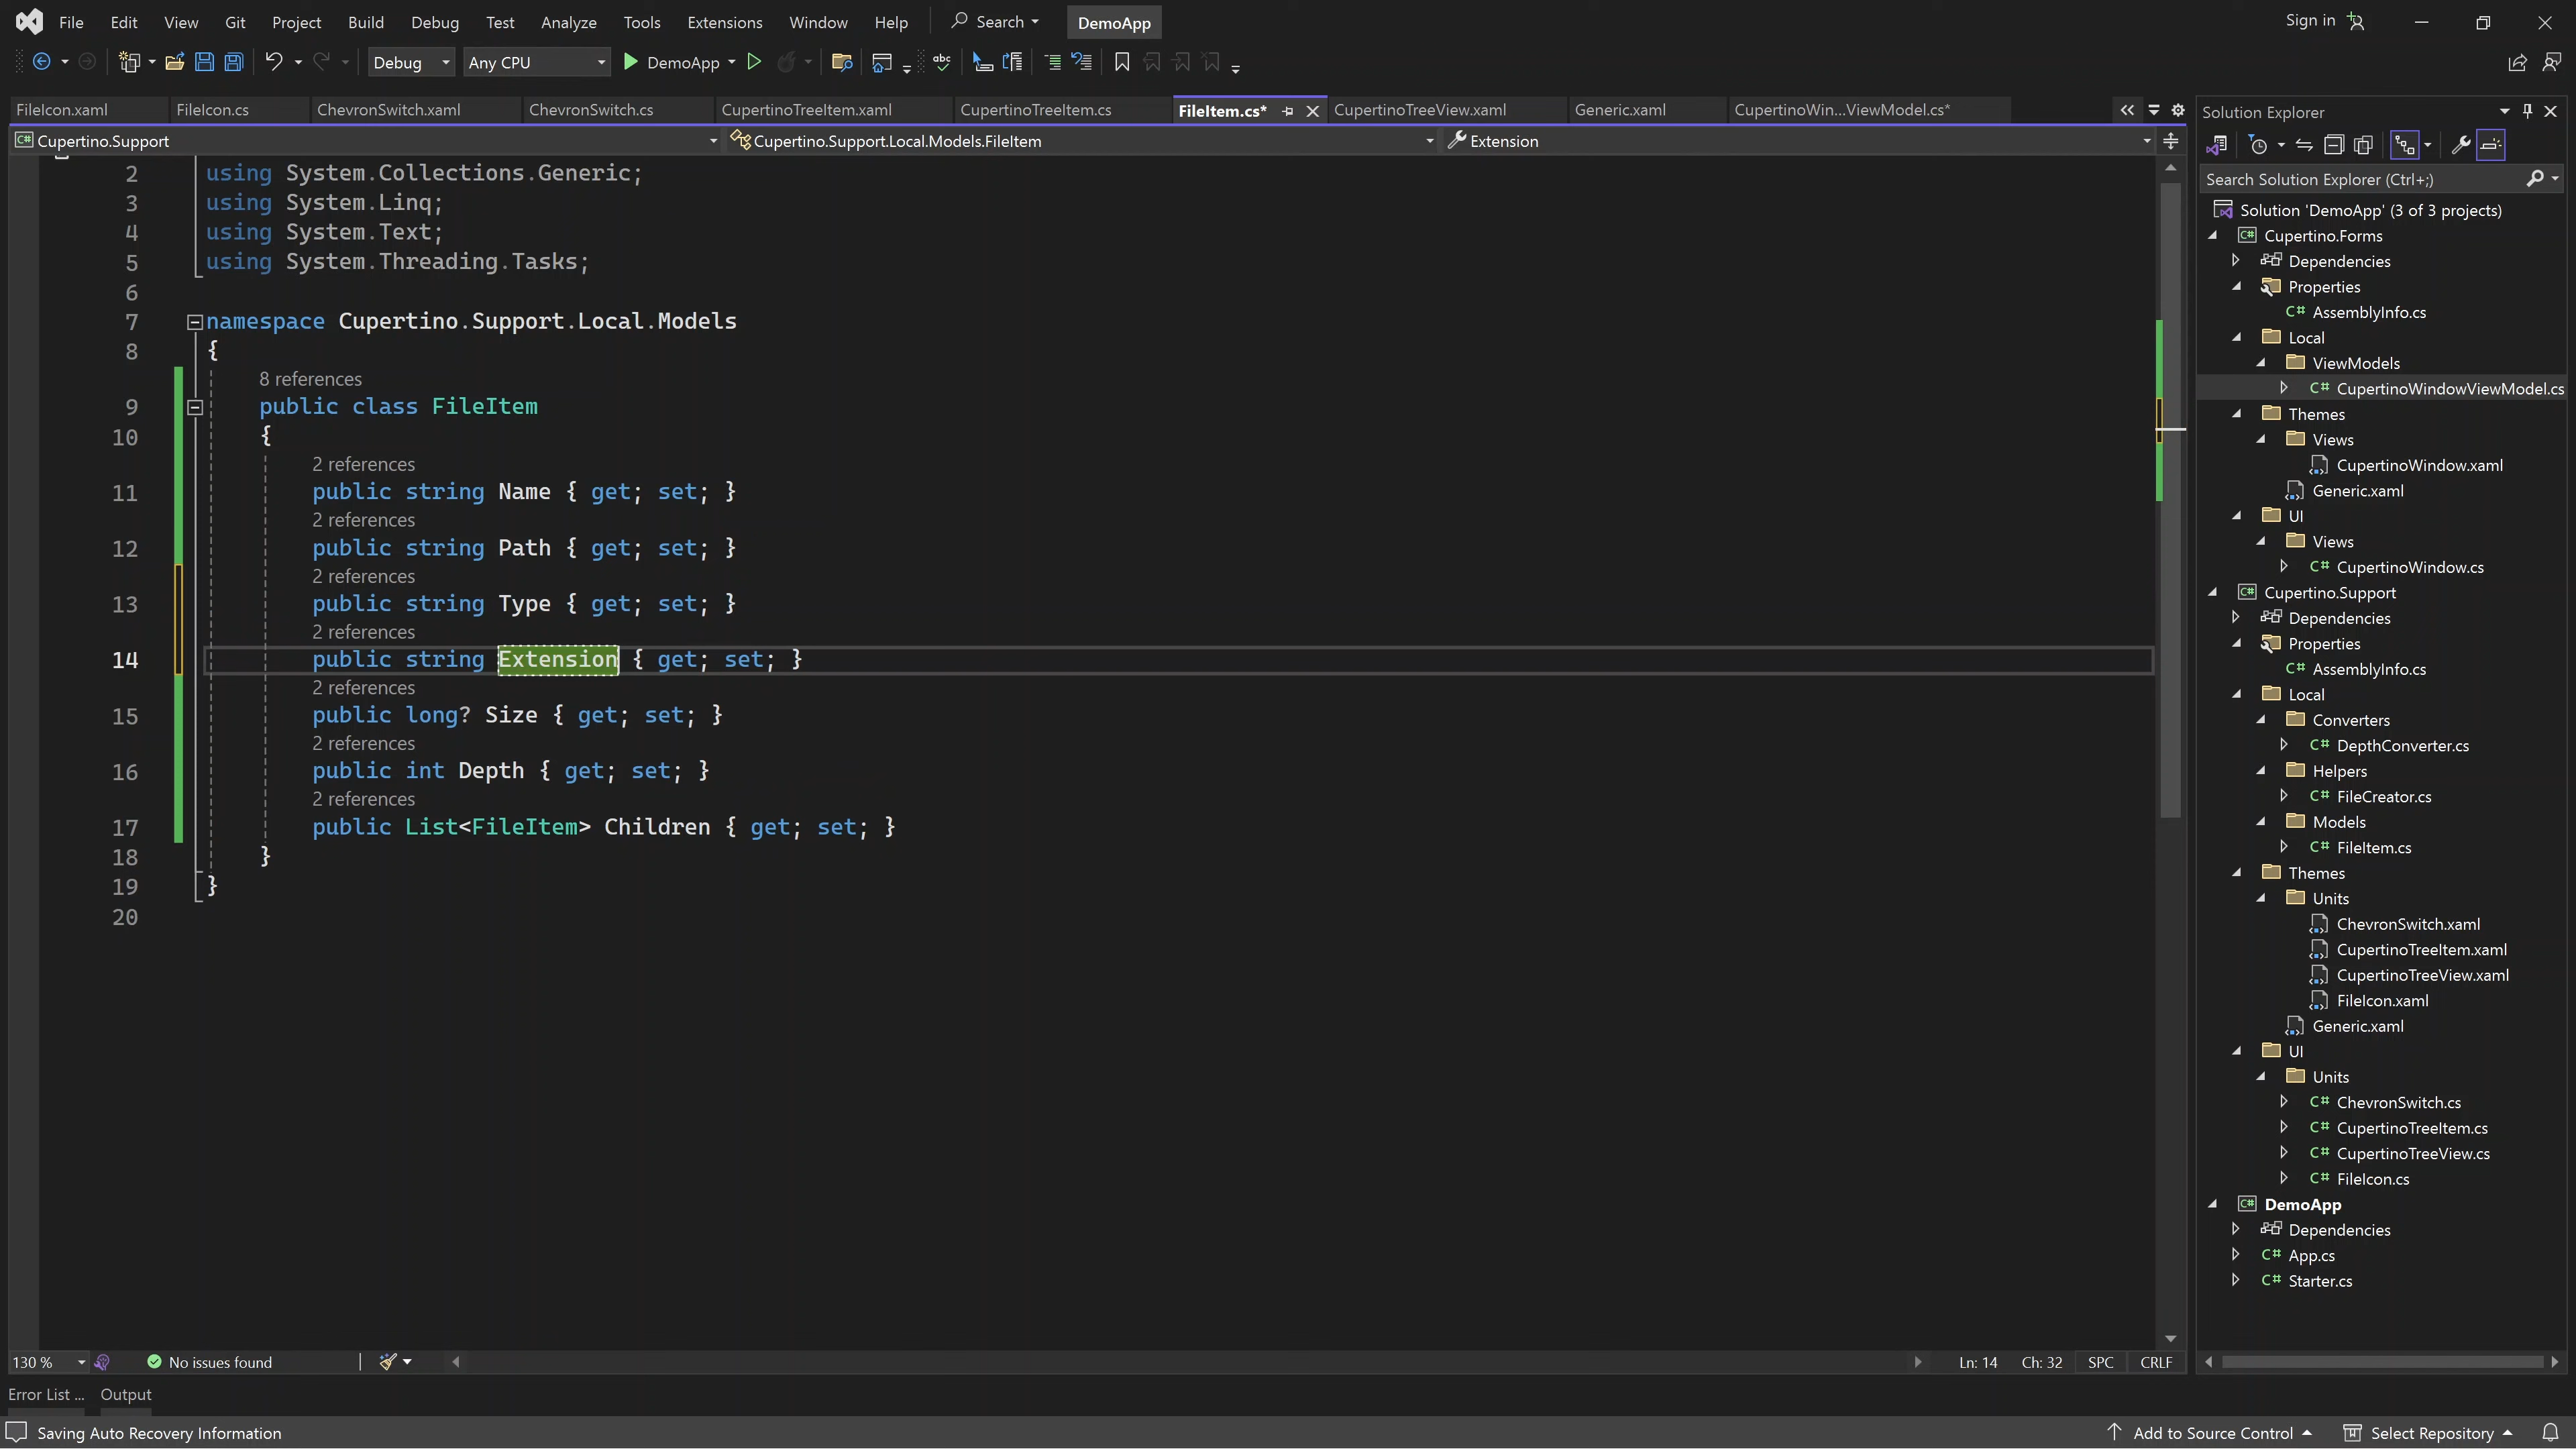 File Edit View Git Project Build Debug Test Analyze Tools Extensions Window Help Search DemoApp Sign in
Debug Any CPU DemoApp
FileIcon.xaml FileIcon.cs ChevronSwitch.xaml ChevronSwitch.cs CupertinoTreeItem.xaml CupertinoTreeItem.cs FileItem.cs* CupertinoTreeView.xaml Generic.xaml CupertinoWin...ViewModel.cs*
Cupertino.Support Cupertino.Support.Local.Models.FileItem Extension
2 using System.Collections.Generic;
3 using System.Linq;
4 using System.Text;
5 using System.Threading.Tasks;
6
7 namespace Cupertino.Support.Local.Models
8 {
8 references
9 public class FileItem
10 {
2 references
11 public string Name { get; set; }
2 references
12 public string Path { get; set; }
2 references
13 public string Type { get; set; }
2 references
14 public string Extension { get; set; }
2 references
15 public long? Size { get; set; }
2 references
16 public int Depth { get; set; }
2 references
17 public List<FileItem> Children { get; set; }
18 }
19 }
20
130 % No issues found Ln: 14 Ch: 32 SPC CRLF
Error List ... Output
Saving Auto Recovery Information Add to Source Control Select Repository
Solution Explorer
Search Solution Explorer (Ctrl+;)
Solution 'DemoApp' (3 of 3 projects)
C# Cupertino.Forms
Dependencies
Properties
C# AssemblyInfo.cs
Local
ViewModels
C# CupertinoWindowViewModel.cs
Themes
Views
CupertinoWindow.xaml
Generic.xaml
UI
Views
C# CupertinoWindow.cs
C# Cupertino.Support
Dependencies
Properties
C# AssemblyInfo.cs
Local
Converters
C# DepthConverter.cs
Helpers
C# FileCreator.cs
Models
C# FileItem.cs
Themes
Units
ChevronSwitch.xaml
CupertinoTreeItem.xaml
CupertinoTreeView.xaml
FileIcon.xaml
Generic.xaml
UI
Units
C# ChevronSwitch.cs
C# CupertinoTreeItem.cs
C# CupertinoTreeView.cs
C# FileIcon.cs
C# DemoApp
Dependencies
C# App.cs
C# Starter.cs